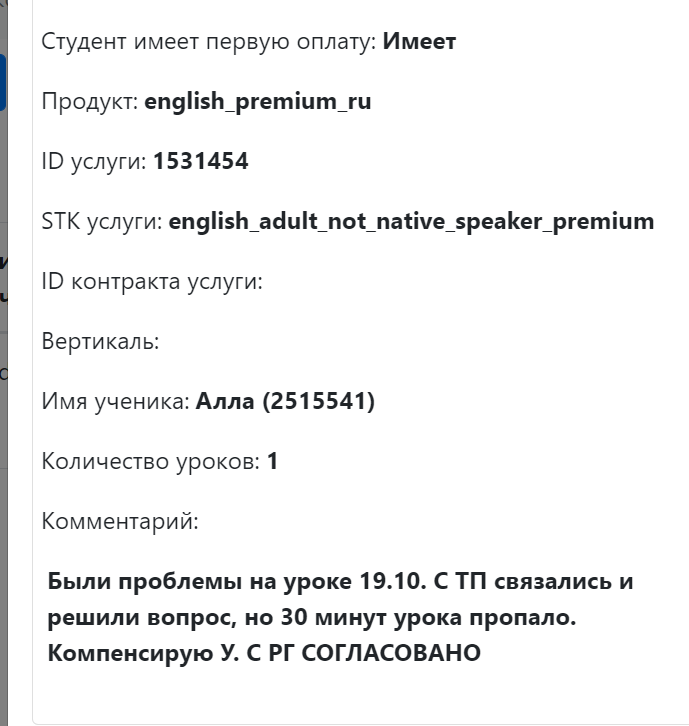 Студент имеет первую оплату: Имеет
Продукт: english_premium_ru
ID услуги: 1531454
STK услуги: english_adult_not_native_speaker_premium
ID контракта услуги:
Вертикаль:
Имя ученика: Алла (2515541)
Количество уроков: 1
Комментарий:
Были проблемы на уроке 19.10. С ТП связались и
решили вопрос, но 30 минут урока пропало.
Компенсирую У. С РГ СОГЛАСОВАНО